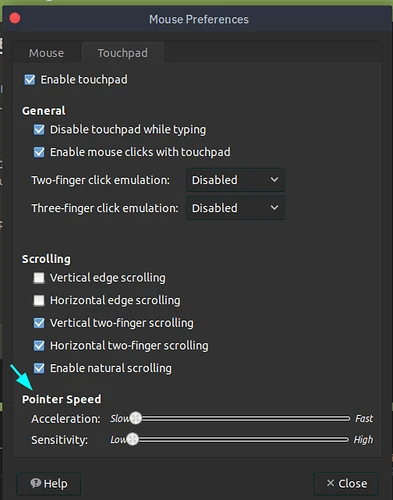 Mouse Preferences
Mouse Touchpad
Enable touchpad
General
Disable touchpad while typing
Enable mouse clicks with touchpad
Two-finger click emulation: Disabled
Three-finger click emulation: Disabled
Scrolling
Vertical edge scrolling
Horizontal edge scrolling
Vertical two-finger scrolling
Horizontal two-finger scrolling
Enable natural scrolling
Pointer Speed
Acceleration: Slow Fast
Sensitivity: Low High
Help Close